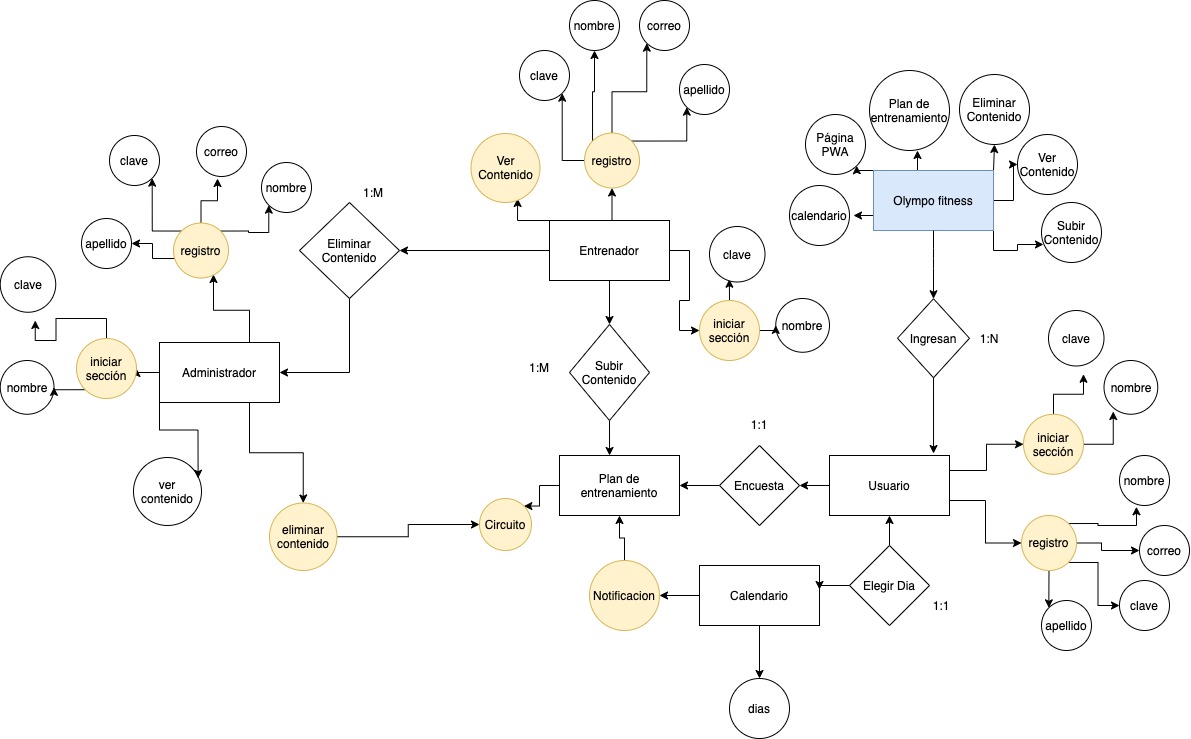 nombre
correo
clave
apellido
Ver
Contenido
registro
Plan de
entrenamiento
Eliminar
Contenido
Página
PWA
Ver
Contenido
calendario
Olympo fitness
Subir
Contenido
clave
correo
nombre
apellido
registro
1:M
Eliminar
Contenido
Entrenador
clave
iniciar
sección
nombre
clave
nombre
iniciar
sección
Administrador
ver
contenido
eliminar
contenido
1:M
Subir
Contenido
Ingresan
1:N
clave
nombre
iniciar
sección
1:1
Plan de
entrenamiento
Encuesta
Usuario
Circuito
nombre
registro
correo
clave
apellido
Notificacion
Calendario
Elegir Dia
1:1
dias